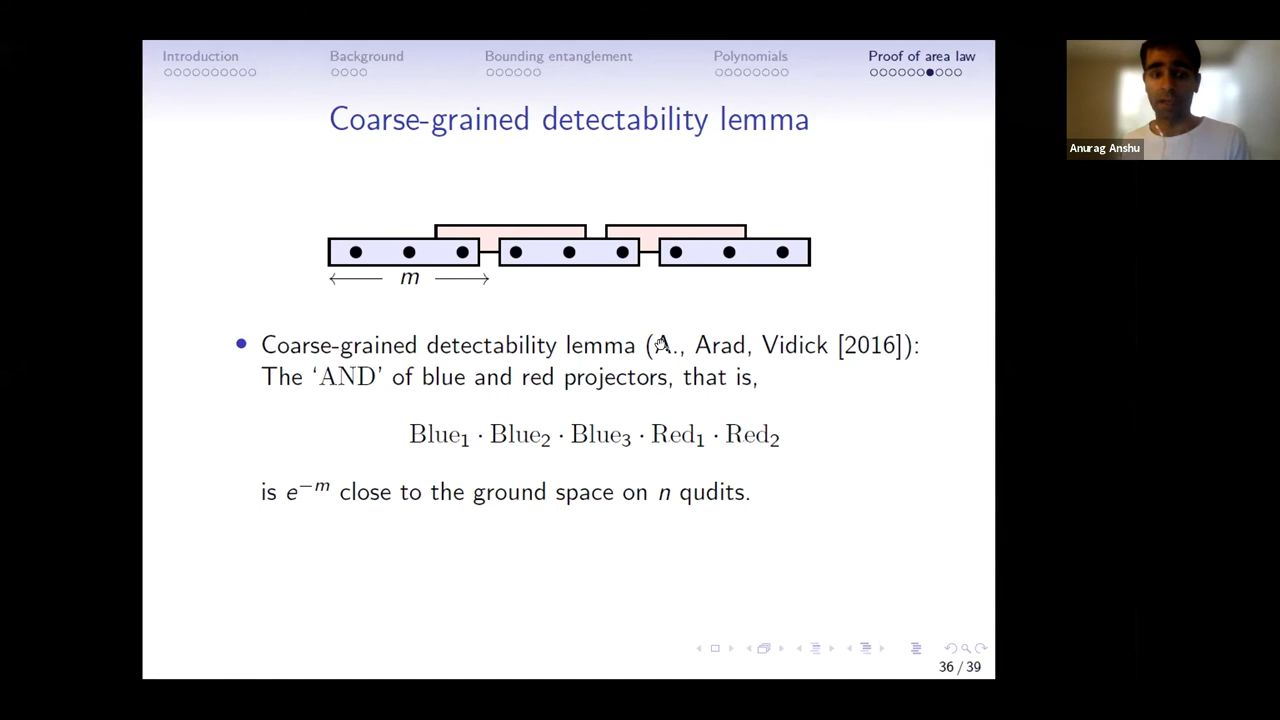 Introduction Background Bounding entanglement Polynomials Proof of area law
Coarse-grained detectability lemma
m
Coarse-grained detectability lemma (A., Arad, Vidick [2016]):
The ‘AND’ of blue and red projectors, that is,
Blue₁ · Blue₂ · Blue₃ · Red₁ · Red₂
is e⁻ᵐ close to the ground space on n qudits.
36 / 39
Anurag Anshu